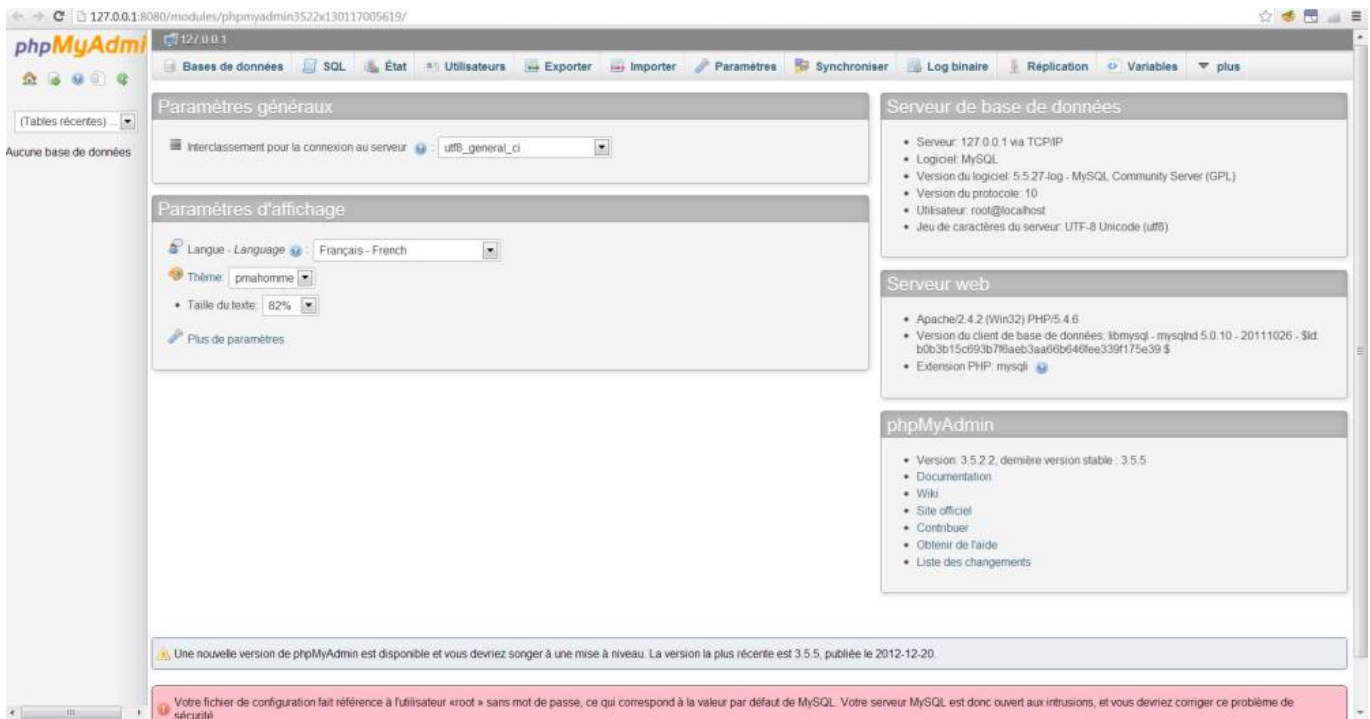 127.0.0.1:8080/modules/phpmyadmin3522x130117005619/
phpMyAdmi
127.0.0.1
Bases de données SQL État Utilisateurs Exporter Importer Paramètres Synchroniser Log binaire Réplication Variables plus
(Tables récentes) ...
Aucune base de données
Paramètres généraux
Interclassement pour la connexion au serveur : utf8_general_ci
Paramètres d'affichage
Langue - Language : Français - French
Thème: pmahomme
Taille du texte: 82%
Plus de paramètres
Serveur de base de données
Serveur: 127.0.0.1 via TCP/IP
Logiciel: MySQL
Version du logiciel: 5.5.27-log - MySQL Community Server (GPL)
Version du protocole: 10
Utilisateur: root@localhost
Jeu de caractères du serveur: UTF-8 Unicode (utf8)
Serveur web
Apache/2.4.2 (Win32) PHP/5.4.6
Version du client de base de données: libmysql - mysqlnd 5.0.10 - 20111026 - $Id:
b0b3b15c693b7f6aeb3aa66b646fee339f175e39 $
Extension PHP: mysqli
phpMyAdmin
Version: 3.5.2.2, dernière version stable : 3.5.5
Documentation
Wiki
Site officiel
Contribuer
Obtenir de l'aide
Liste des changements
Une nouvelle version de phpMyAdmin est disponible et vous devriez songer à une mise à niveau. La version la plus récente est 3.5.5, publiée le 2012-12-20.
Votre fichier de configuration fait référence à l'utilisateur «root » sans mot de passe, ce qui correspond à la valeur par défaut de MySQL. Votre serveur MySQL est donc ouvert aux intrusions, et vous devriez corriger ce problème de
sécurité